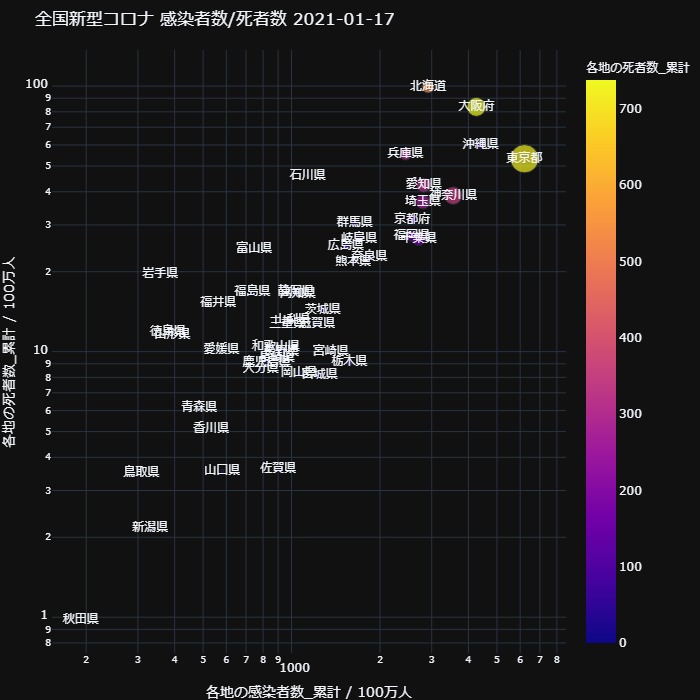 全国新型コロナ 感染者数/死者数 2021-01-17
各地の死者数_累計
100
9
8
7
6
5
4
3
2
10
9
8
7
6
5
4
3
2
1
9
8
各地の死者数_累計 / 100万人
北海道
大阪府
沖縄県
兵庫県
東京都
石川県
愛知県
神奈川県
埼玉県
群馬県
京都府
岐阜県
福岡県
千葉県
広島県
富山県
奈良県
熊本県
岩手県
福島県
福井県
茨城県
滋賀県
徳島県
山形県
愛媛県
和歌山県
宮崎県
栃木県
鹿児島県
大分県
岡山県
宮城県
青森県
香川県
鳥取県
山口県
佐賀県
新潟県
秋田県
2
3
4
5
6
7
8
9
1000
2
3
4
5
6
7
8
各地の感染者数_累計 / 100万人
700
600
500
400
300
200
100
0